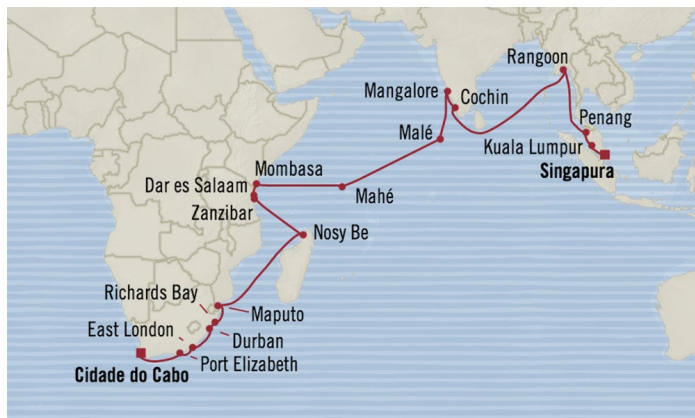 Rangoon
Mangalore
Cochin
Penang
Malé
Kuala Lumpur
Singapura
Mombasa
Dar es Salaam
Mahé
Zanzibar
Nosy Be
Richards Bay
Maputo
East London
Durban
Port Elizabeth
Cidade do Cabo